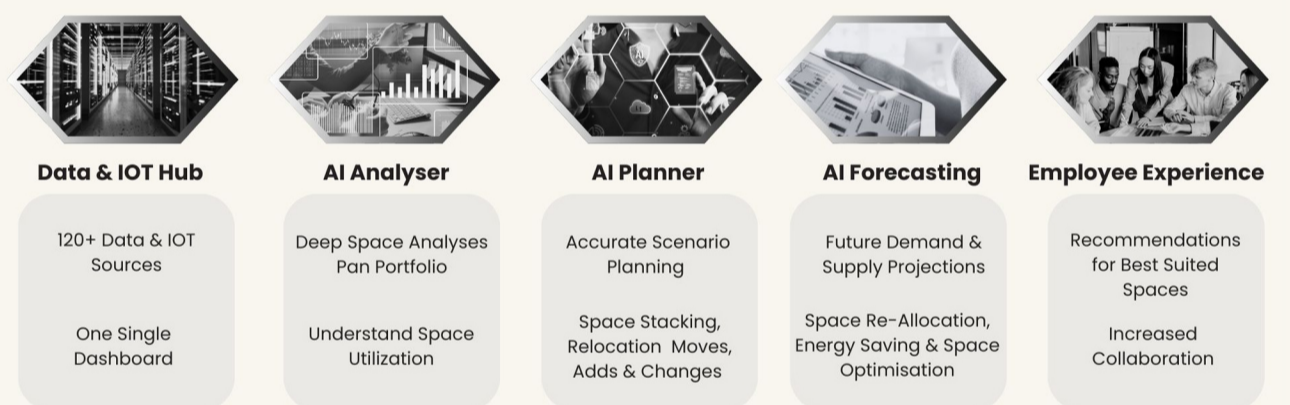 Data & IOT Hub
120+ Data & IOT
Sources
One Single
Dashboard
AI Analyser
Deep Space Analyses
Pan Portfolio
Understand Space
Utilization
AI Planner
Accurate Scenario
Planning
Space Stacking,
Relocation Moves,
Adds & Changes
AI Forecasting
Future Demand &
Supply Projections
Space Re-Allocation,
Energy Saving & Space
Optimisation
Employee Experience
Recommendations
for Best Suited
Spaces
Increased
Collaboration
AI